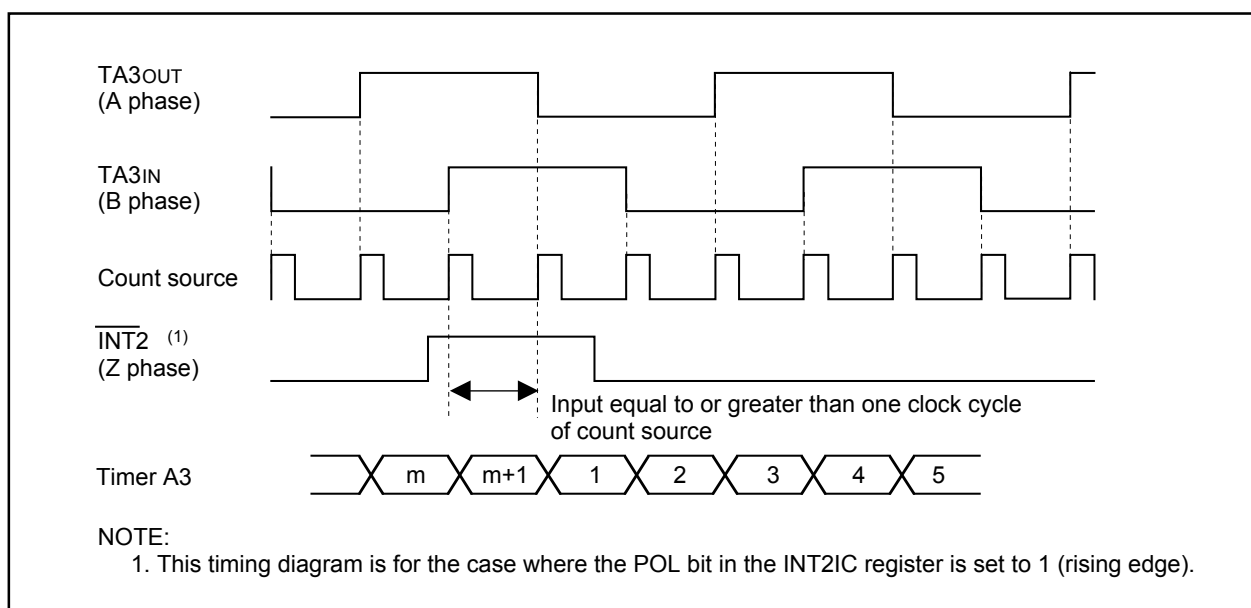 TA3OUT
(A phase)
TA3IN
(B phase)
Count source
INT2 (1)
(Z phase)
Input equal to or greater than one clock cycle
of count source
Timer A3
m
m+1
1
2
3
4
5
NOTE:
1. This timing diagram is for the case where the POL bit in the INT2IC register is set to 1 (rising edge).